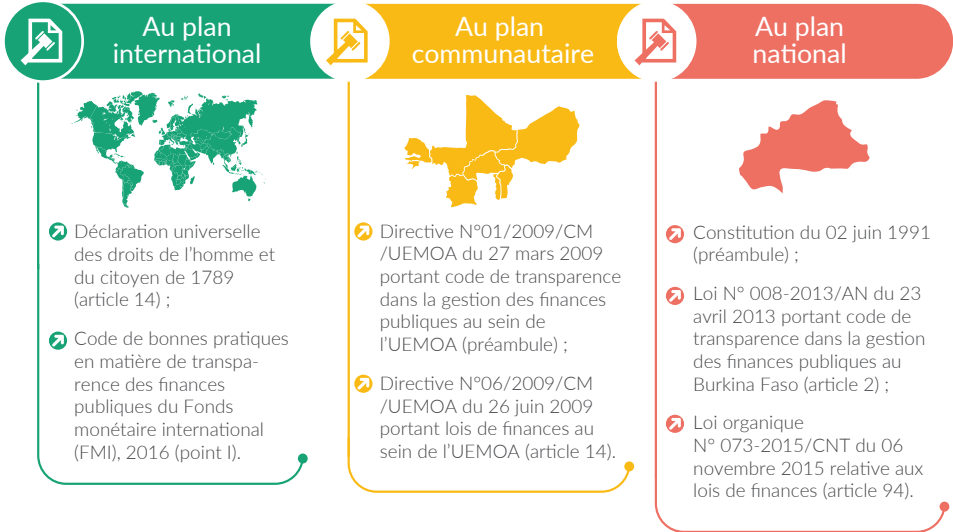 Au plan
international
Déclaration universelle
des droits de l'homme et
du citoyen de 1789
(article 14) ;
Code de bonnes pratiques
en matière de transpa-
rence des finances
publiques du Fonds
monétaire international
(FMI), 2016 (point I).
Au plan
communautaire
Directive N°01/2009/CM
/UEMOA du 27 mars 2009
portant code de transparence
dans la gestion des finances
publiques au sein de
l'UEMOA (préambule) ;
Directive N°06/2009/CM
/UEMOA du 26 juin 2009
portant lois de finances au
sein de l'UEMOA (article 14).
Au plan
national
Constitution du 02 juin 1991
(préambule) ;
Loi N° 008-2013/AN du 23
avril 2013 portant code de
transparence dans la gestion
des finances publiques au
Burkina Faso (article 2) ;
Loi organique
N° 073-2015/CNT du 06
novembre 2015 relative aux
lois de finances (article 94).